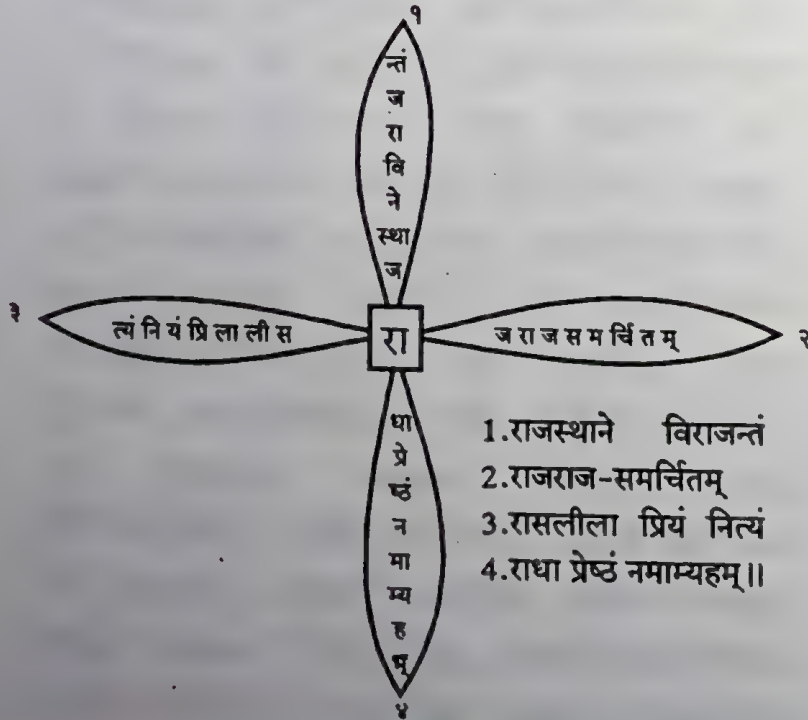 १
न्तं
ज
रा
वि
ने
स्था
ज
३
त्यं नि यं प्रि ला ली स
रा
ज रा ज स म र्चि त म्
२
धा
प्रे
ष्ठं
न
मा
म्य
ह
म्
४
1.राजस्थाने विराजन्तं
2.राजराज-समर्चितम्
3.रासलीला प्रियं नित्यं
4.राधा प्रेष्ठं नमाम्यहम्॥